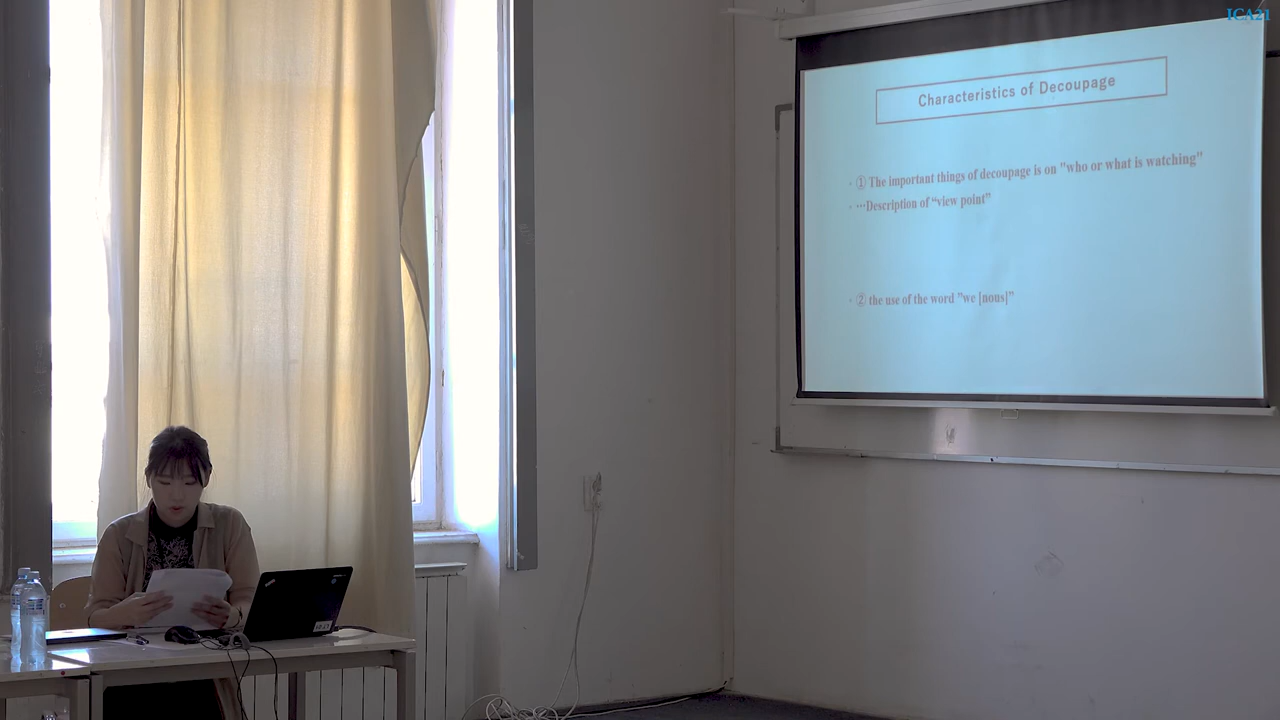 ICA21
Characteristics of Decoupage
① The important things of decoupage is on "who or what is watching"
…Description of “view point”
② the use of the word "we [nous]"